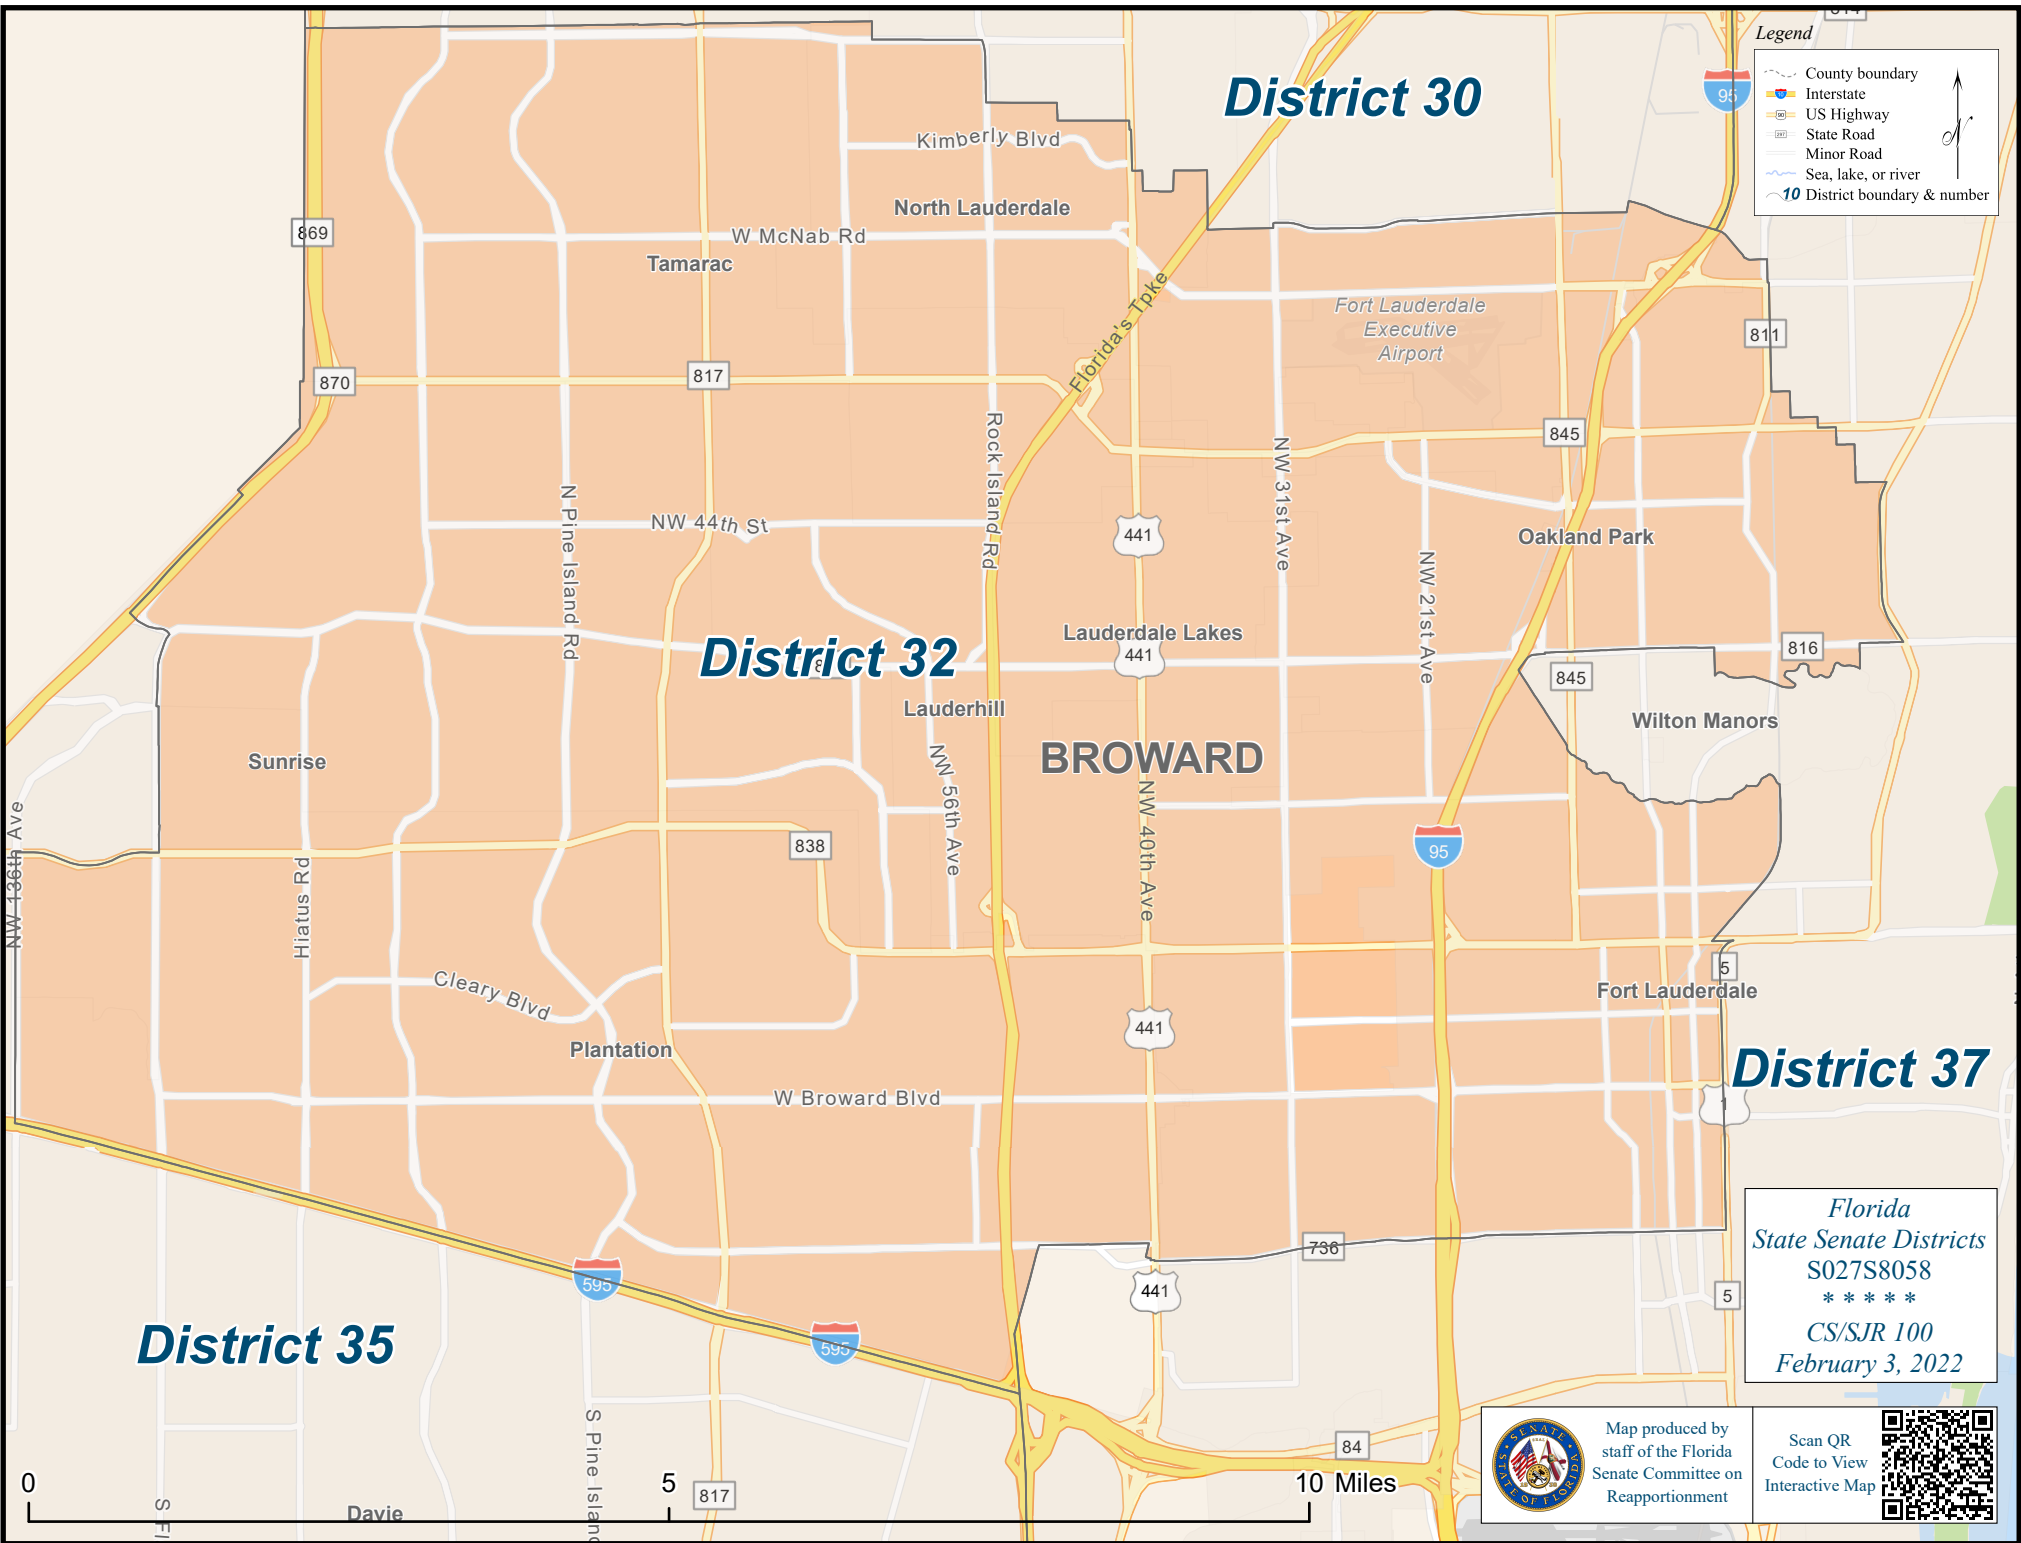 Legend
County boundary
Interstate
US Highway
State Road
Minor Road
Sea, lake, or river
10 District boundary & number
N
95
District 30
Kimberly Blvd
North Lauderdale
869
W McNab Rd
Tamarac
Florida's Tpke
Fort Lauderdale
Executive
Airport
811
870
817
845
Rock Island Rd
NW 31st Ave
N Pine Island Rd
NW 44th St
441
Oakland Park
NW 21st Ave
Lauderdale Lakes
441
816
District 32
845
Lauderhill
Wilton Manors
BROWARD
Sunrise
NW 56th Ave
NW 40th Ave
NW 136th Ave
838
95
Hiatus Rd
Cleary Blvd
5
Fort Lauderdale
441
Plantation
District 37
W Broward Blvd
1
736
595
441
5
595
District 35
Florida
State Senate Districts
S027S8058
* * * * *
CS/SJR 100
February 3, 2022
84
S Pine Island
817
Davie
0 5 10 Miles
SENATE
STATE OF FLORIDA
Map produced by
staff of the Florida
Senate Committee on
Reapportionment
Scan QR
Code to View
Interactive Map